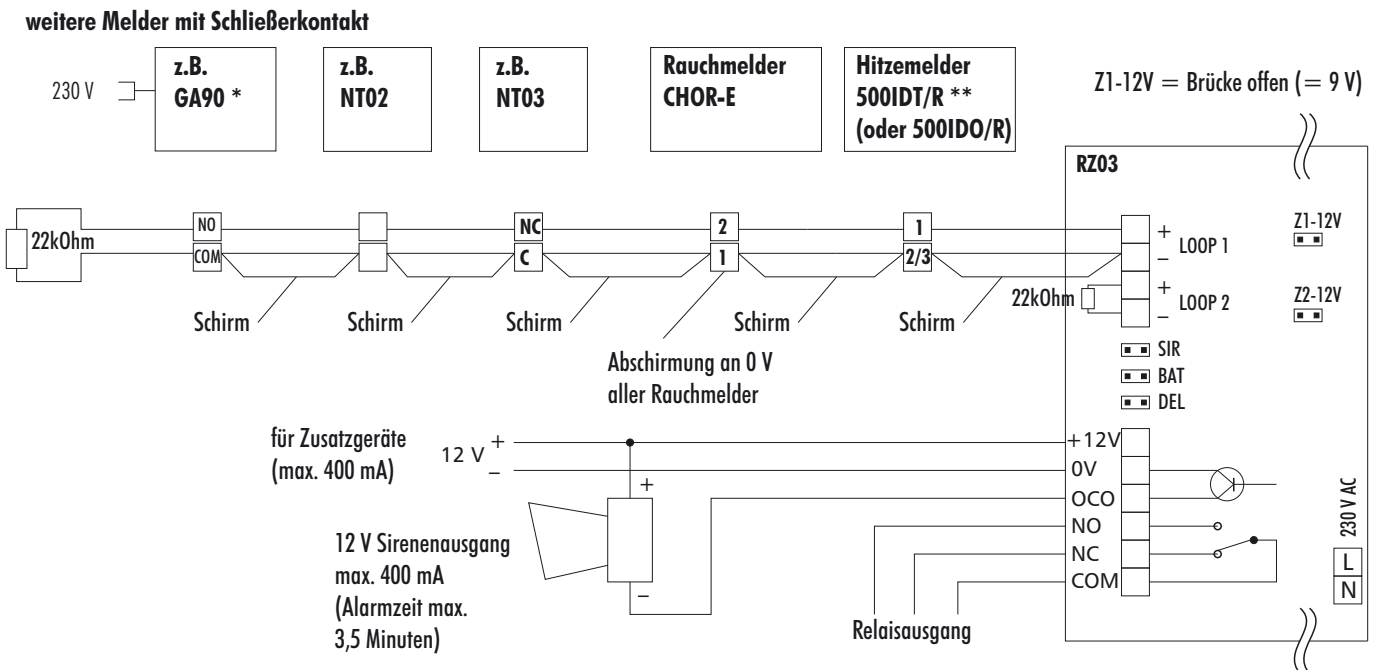 weitere Melder mit Schließerkontakt
230 V
z.B.
GA90 *
z.B.
NT02
z.B.
NT03
Rauchmelder
CHOR-E
Hitzemelder
500IDT/R **
(oder 500IDO/R)
Z1-12V = Brücke offen (= 9 V)
RZ03
22kOhm
NO
COM
NC
C
2
1
1
2/3
+
–
LOOP 1
+
–
LOOP 2
22kOhm
Z1-12V
Z2-12V
Schirm
Schirm
Schirm
Schirm
Schirm
Abschirmung an 0 V
aller Rauchmelder
SIR
BAT
DEL
für Zusatzgeräte
(max. 400 mA)
12 V
+
–
+12V
0V
OCO
NO
NC
COM
+
–
12 V Sirenenausgang
max. 400 mA
(Alarmzeit max.
3,5 Minuten)
Relaisausgang
230 V AC
L
N